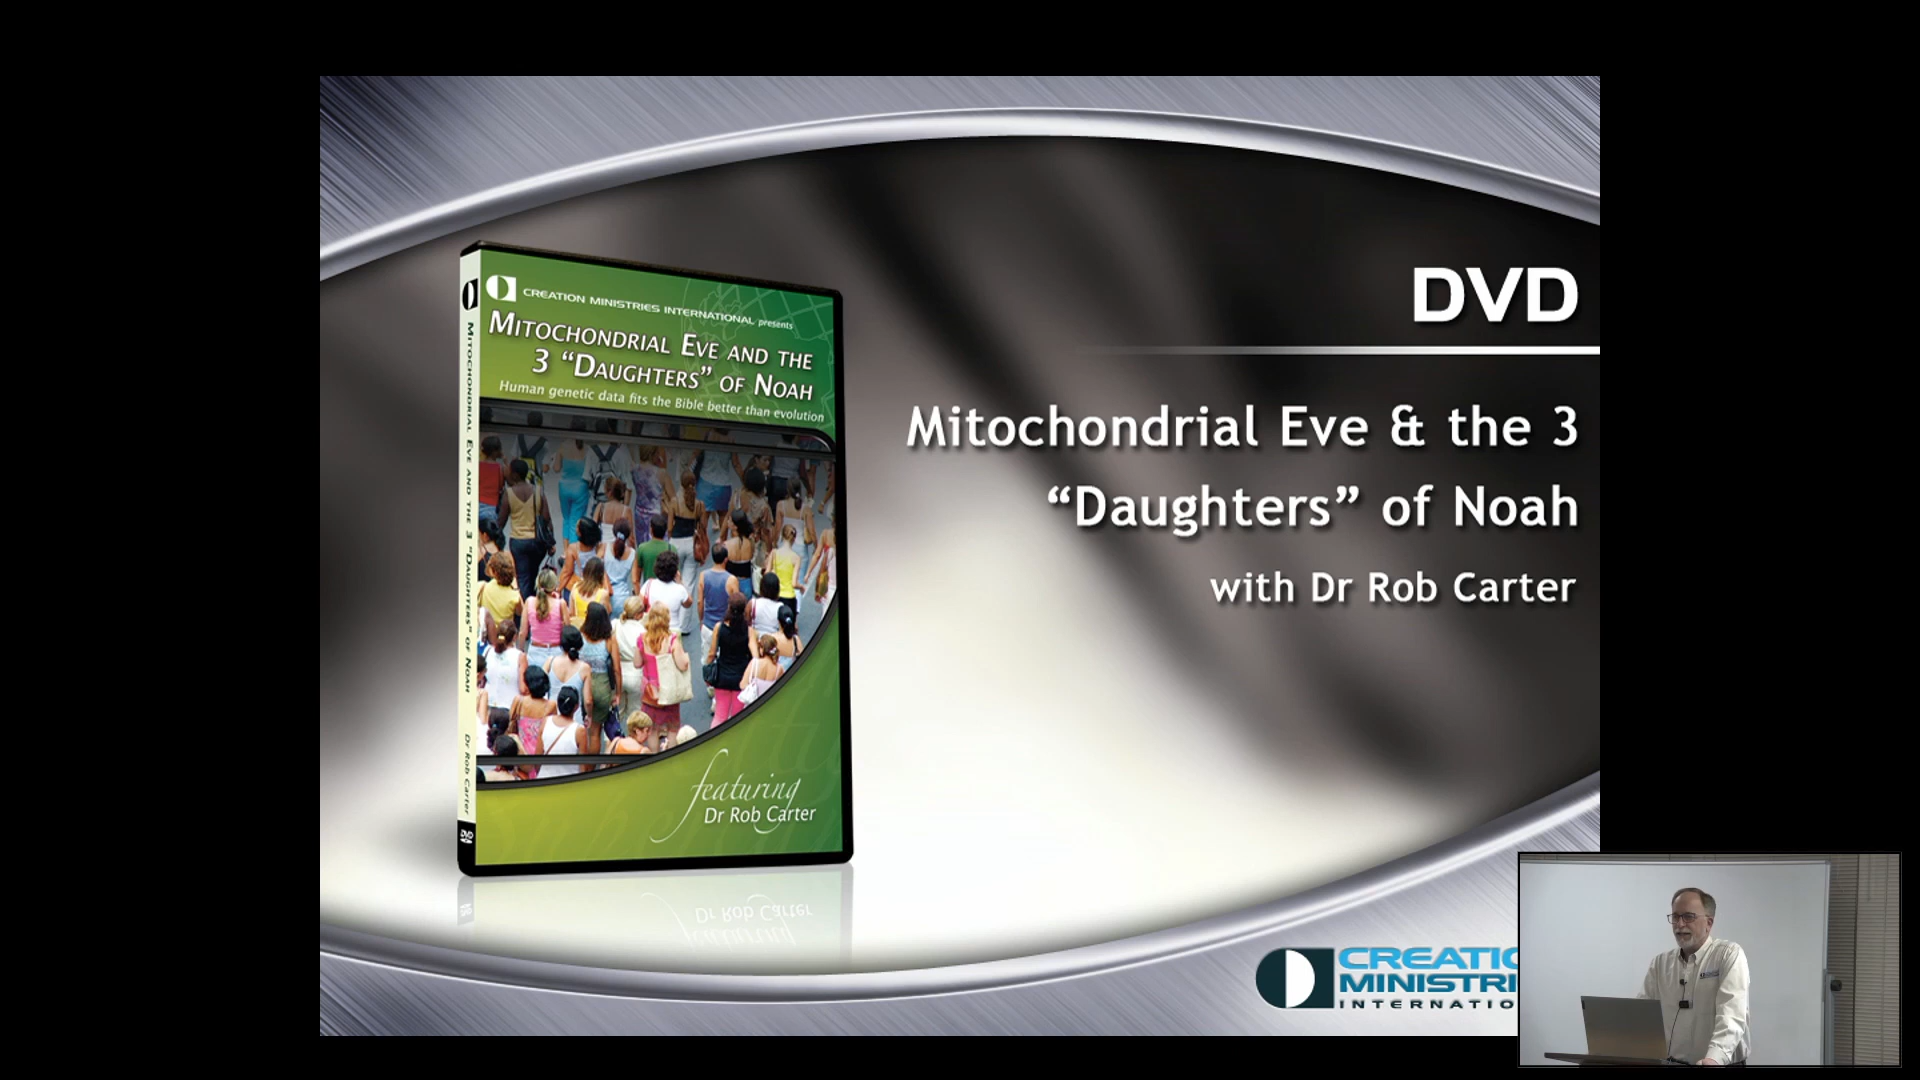 CREATION MINISTRIES INTERNATIONAL presents
MITOCHONDRIAL EVE AND THE
3 “DAUGHTERS” OF NOAH
Human genetic data fits the Bible better than evolution
MITOCHONDRIAL EVE AND THE 3 “DAUGHTERS” OF NOAH
Dr Rob Carter
DVD
featuring
Dr Rob Carter
DVD
Mitochondrial Eve & the 3
“Daughters” of Noah
with Dr Rob Carter
CREATIO
MINISTRI
INTERNATIO